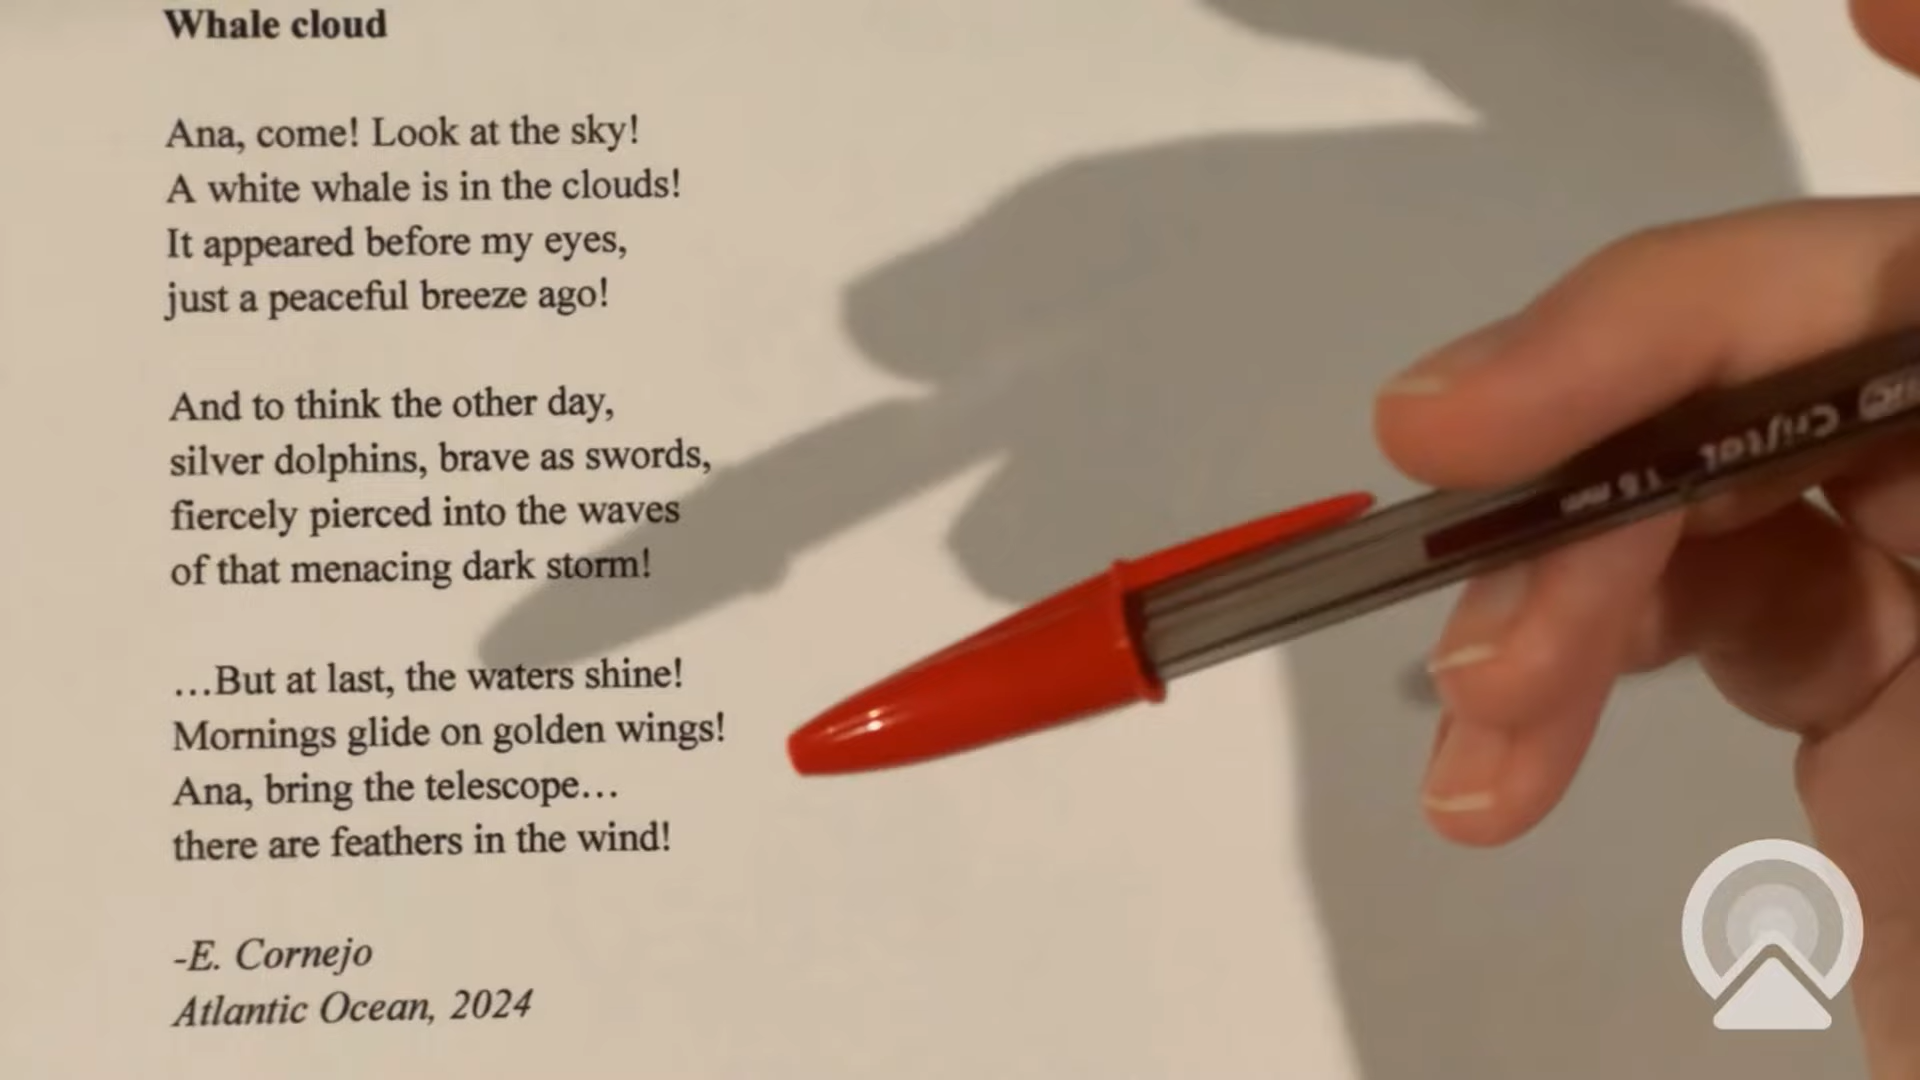 Whale cloud
Ana, come! Look at the sky!
A white whale is in the clouds!
It appeared before my eyes,
just a peaceful breeze ago!
And to think the other day,
silver dolphins, brave as swords,
fiercely pierced into the waves
of that menacing dark storm!
…But at last, the waters shine!
Mornings glide on golden wings!
Ana, bring the telescope…
there are feathers in the wind!
-E. Cornejo
Atlantic Ocean, 2024
Cristal
1.6 mm